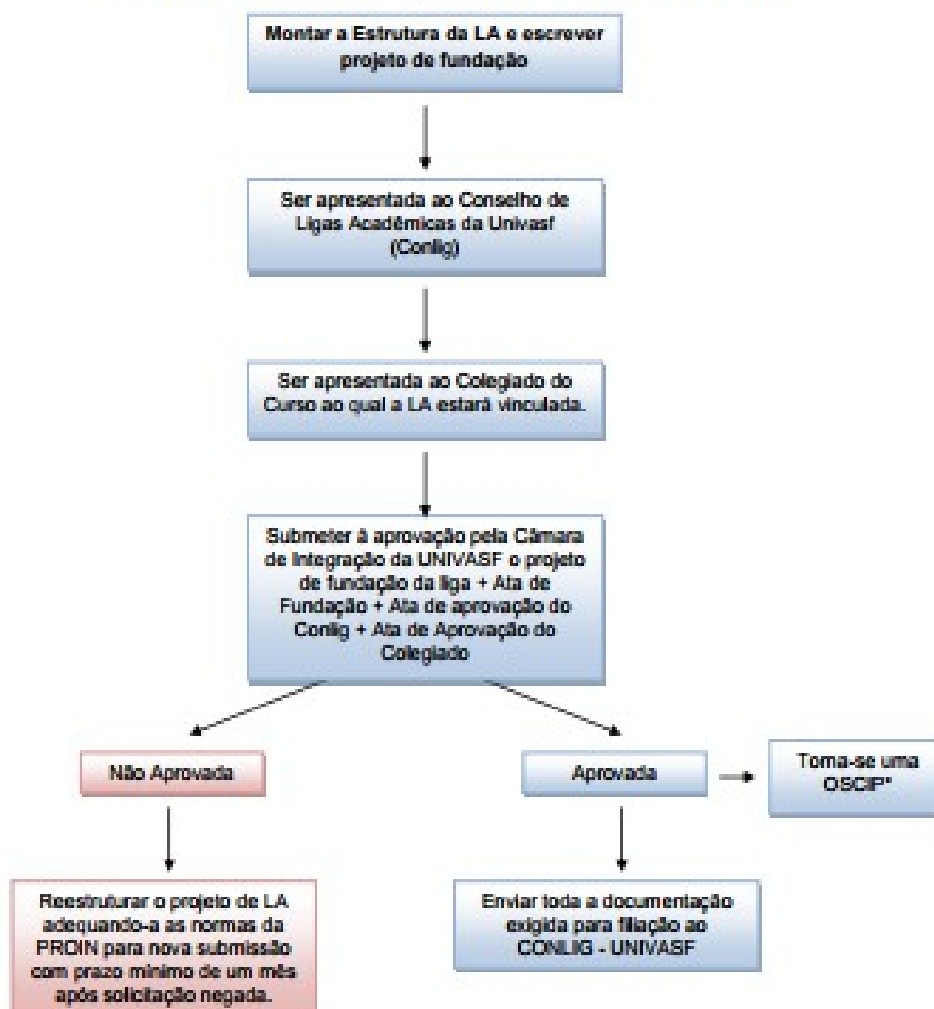 Montar a Estrutura da LA e escrever
projeto de fundação
Ser apresentada ao Conselho de
Ligas Acadêmicas da Univasf
(Conlig)
Ser apresentada ao Colegiado do
Curso ao qual a LA estará vinculada.
Submeter à aprovação pela Câmara
de Integração da UNIVASF o projeto
de fundação da liga + Ata de
Fundação + Ata de aprovação do
Conlig + Ata de Aprovação do
Colegiado
Não Aprovada
Aprovada
Torna-se uma
OSCIP*
Reestruturar o projeto de LA
adequando-a as normas da
PROIN para nova submissão
com prazo mínimo de um mês
após solicitação negada.
Enviar toda a documentação
exigida para filiação ao
CONLIG - UNIVASF